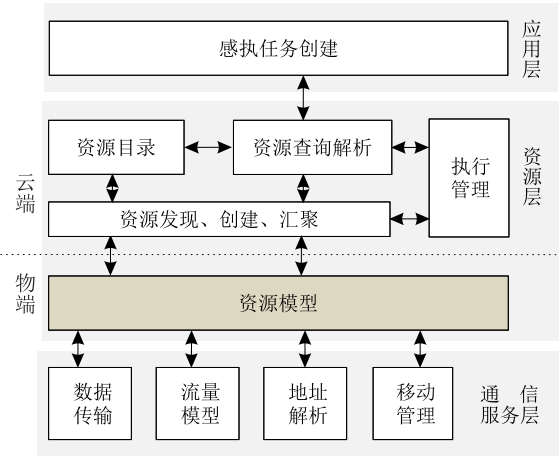 感执任务创建
应用层
资源目录
资源查询解析
执行
管理
资源层
云端
资源发现、创建、汇聚
物端
资源模型
数据
传输
流量
模型
地址
解析
移动
管理
通 信
服务层